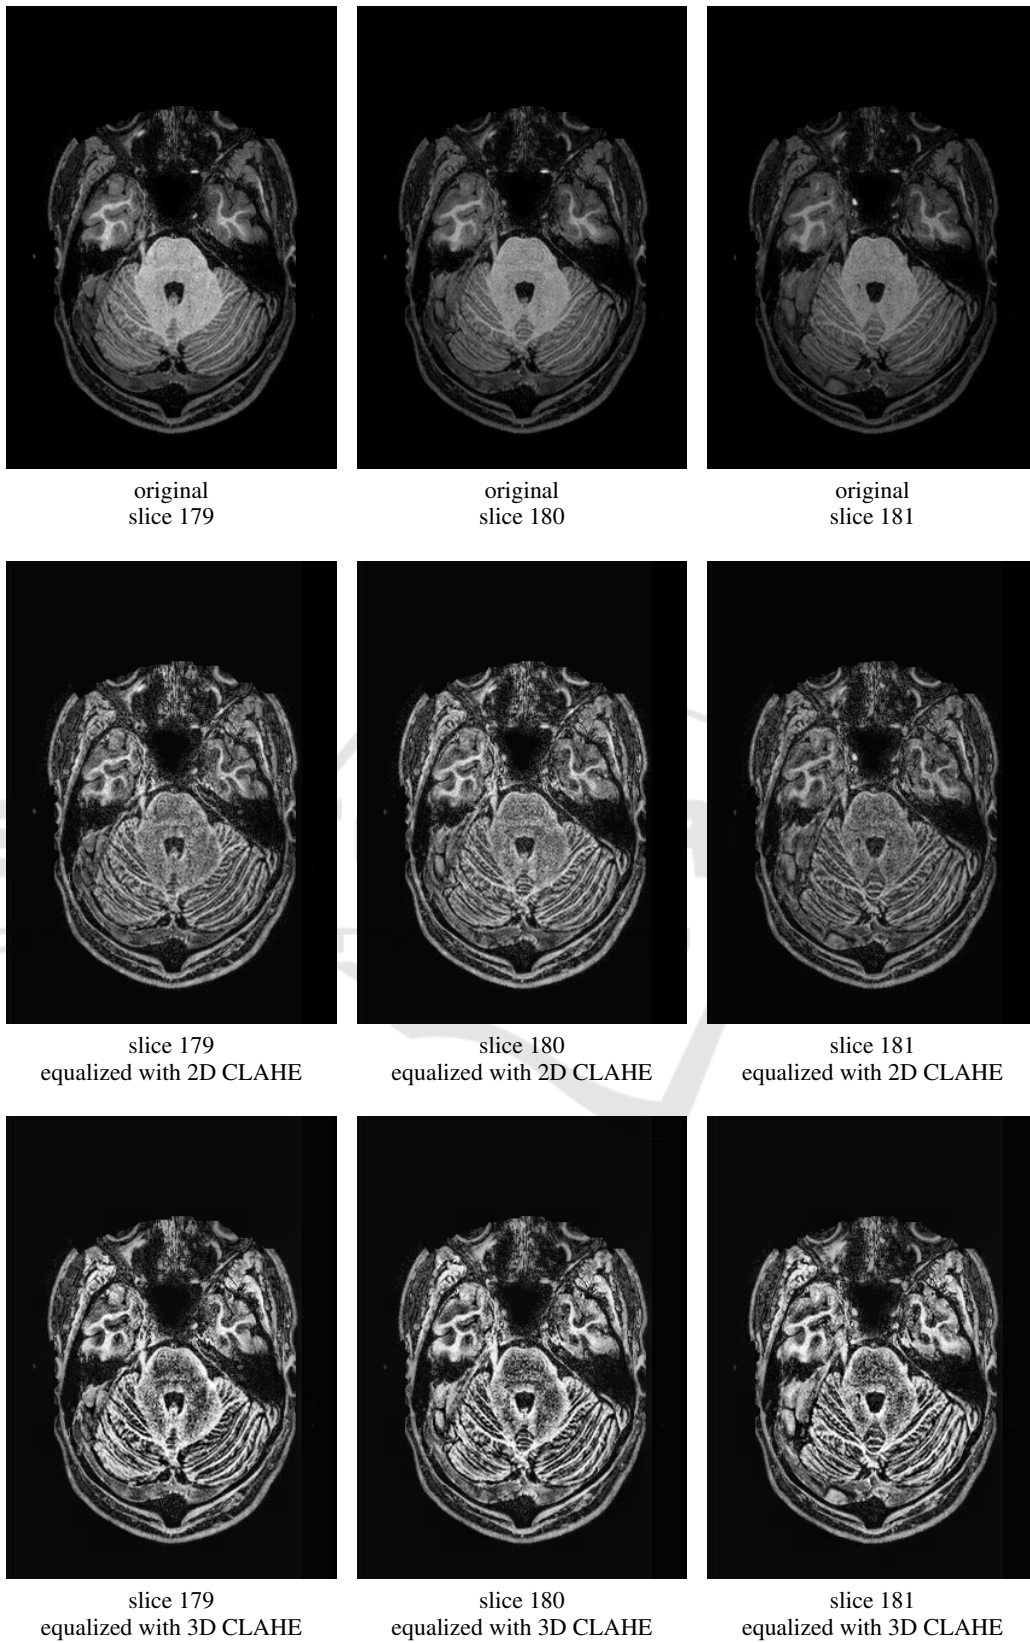 original
slice 179
original
slice 180
original
slice 181
slice 179
equalized with 2D CLAHE
slice 180
equalized with 2D CLAHE
slice 181
equalized with 2D CLAHE
slice 179
equalized with 3D CLAHE
slice 180
equalized with 3D CLAHE
slice 181
equalized with 3D CLAHE